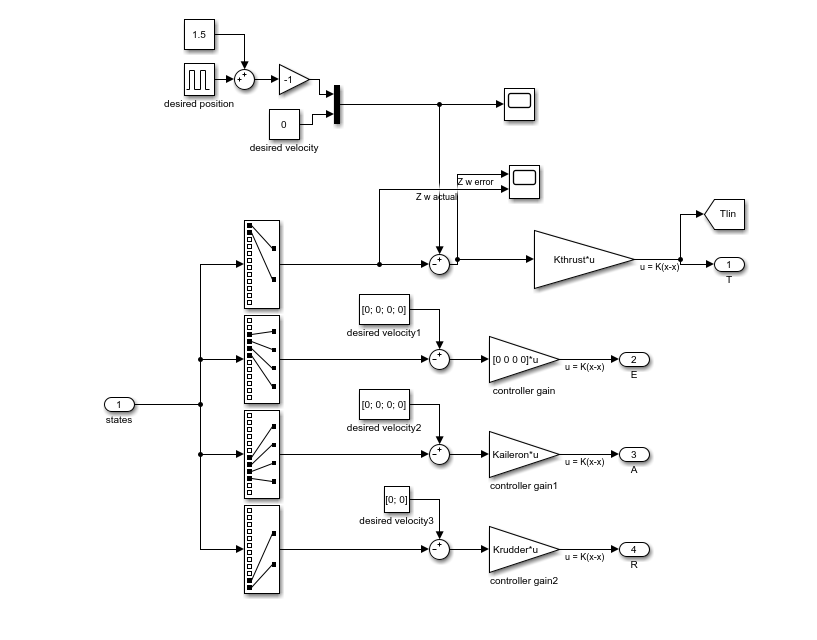 1.5
desired position
-1
0
desired velocity
Z w error
Z w actual
Tlin
Kthrust*u
u = K(x-x)
1
T
[0; 0; 0; 0]
desired velocity1
[0 0 0 0]*u
u = K(x-x)
2
E
controller gain
1
states
[0; 0; 0; 0]
desired velocity2
Kaileron*u
u = K(x-x)
3
A
controller gain1
[0; 0]
desired velocity3
Krudder*u
u = K(x-x)
4
R
controller gain2